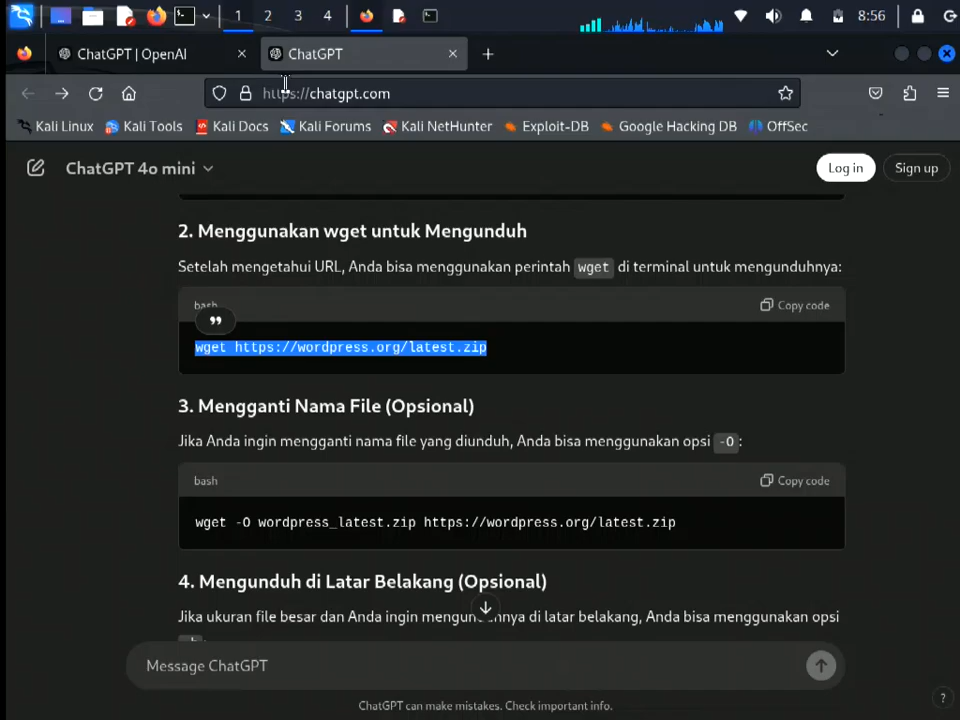 1 2 3 4 8:56
ChatGPT | OpenAI ChatGPT
https://chatgpt.com
Kali Linux Kali Tools Kali Docs Kali Forums Kali NetHunter Exploit-DB Google Hacking DB OffSec
ChatGPT 4o mini Log in Sign up
2. Menggunakan wget untuk Mengunduh
Setelah mengetahui URL, Anda bisa menggunakan perintah wget di terminal untuk mengunduhnya:
bash Copy code
wget https://wordpress.org/latest.zip
3. Mengganti Nama File (Opsional)
Jika Anda ingin mengganti nama file yang diunduh, Anda bisa menggunakan opsi -O:
bash Copy code
wget -O wordpress_latest.zip https://wordpress.org/latest.zip
4. Mengunduh di Latar Belakang (Opsional)
Jika ukuran file besar dan Anda ingin mengunduhnya di latar belakang, Anda bisa menggunakan opsi
Message ChatGPT
ChatGPT can make mistakes. Check important info.
?